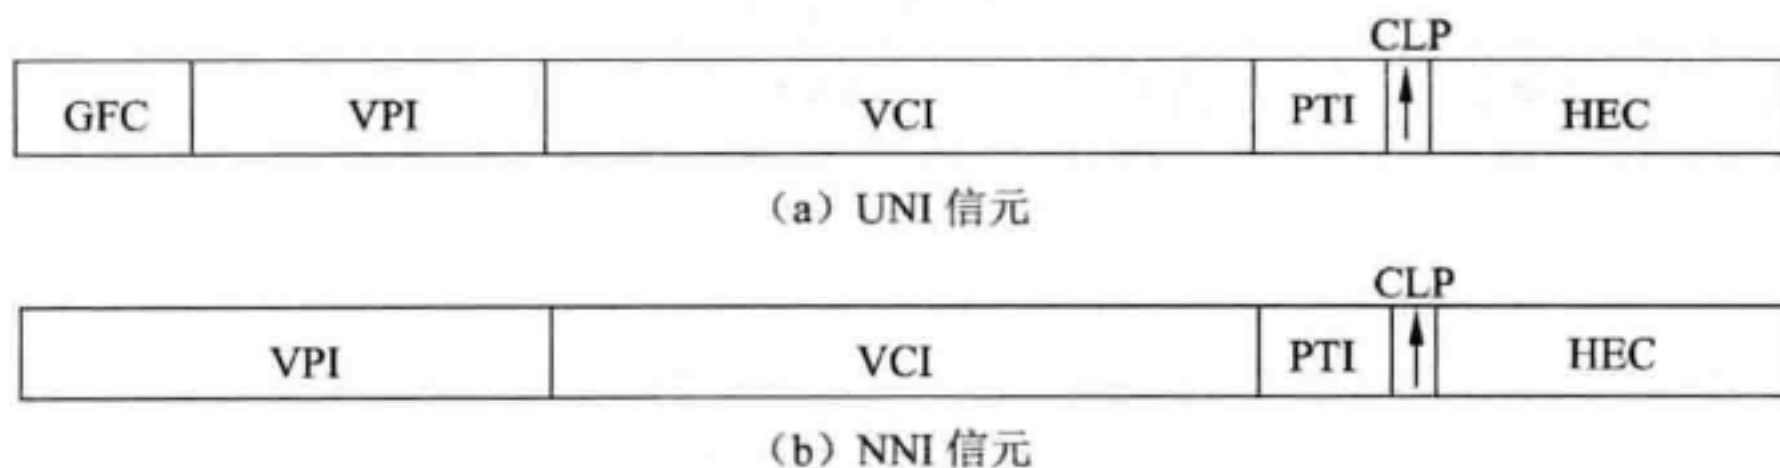 CLP
GFC VPI VCI PTI HEC
（a）UNI 信元
CLP
VPI VCI PTI HEC
（b）NNI 信元